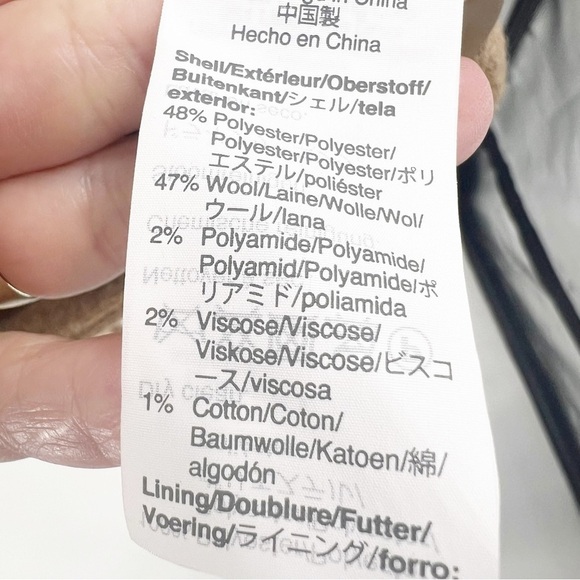 in China
中国製
Hecho en China
Shell/Extérieur/Oberstoff/
Buitenkant/シェル/tela
exterior:
48% Polyester/Polyester/
Polyester/Polyester/ポリ
エステル/poliéster
47% Wool/Laine/Wolle/Wol/
ウール/lana
2% Polyamide/Polyamide/
Polyamid/Polyamide/ポ
リアミド/poliamida
2% Viscose/Viscose/
Viskose/Viscose/ビスコ
ース/viscosa
1% Cotton/Coton/
Baumwolle/Katoen/綿/
algodón
Lining/Doublure/Futter/
Voering/ライニング/forro: